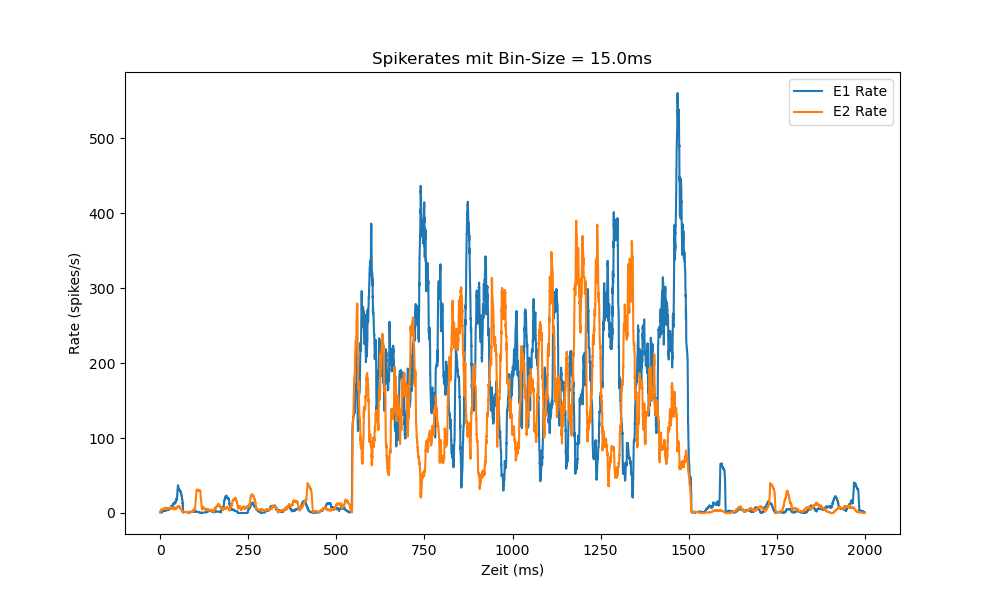 Spikerates mit Bin-Size = 15.0ms
E1 Rate
E2 Rate
500
400
300
200
100
0
Rate (spikes/s)
0 250 500 750 1000 1250 1500 1750 2000
Zeit (ms)